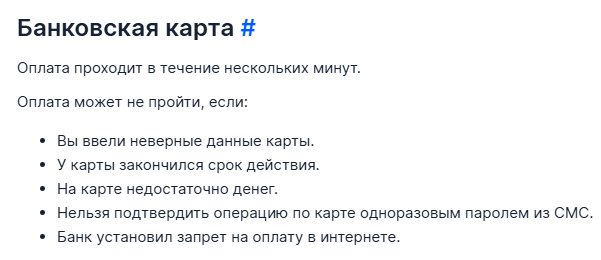 Банковская карта #
Оплата проходит в течение нескольких минут.
Оплата может не пройти, если:
• Вы ввели неверные данные карты.
• У карты закончился срок действия.
• На карте недостаточно денег.
• Нельзя подтвердить операцию по карте одноразовым паролем из СМС.
• Банк установил запрет на оплату в интернете.